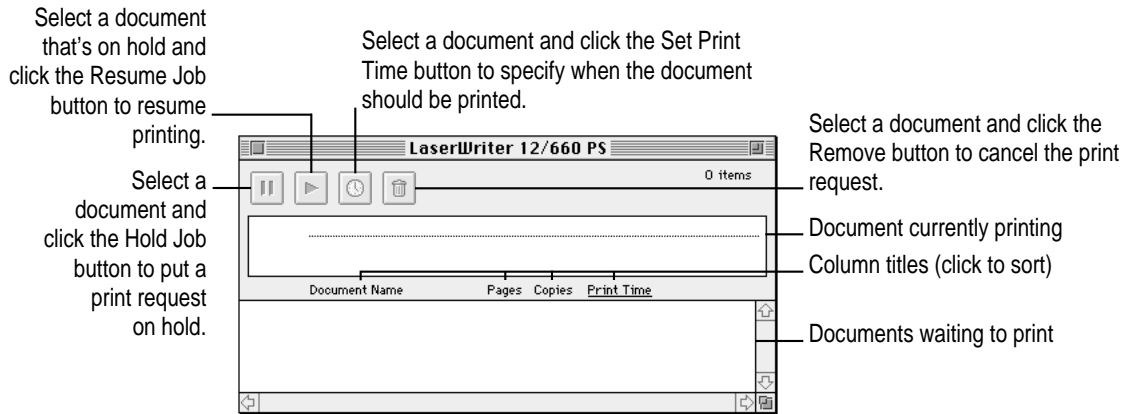 Select a document
that's on hold and
click the Resume Job
button to resume
printing.
Select a document and click the Set Print
Time button to specify when the document
should be printed.
Select a document and click the
Remove button to cancel the print
request.
Select a
document and
click the Hold Job
button to put a
print request
on hold.
LaserWriter 12/660 PS
0 items
Document currently printing
Column titles (click to sort)
Document Name Pages Copies Print Time
Documents waiting to print